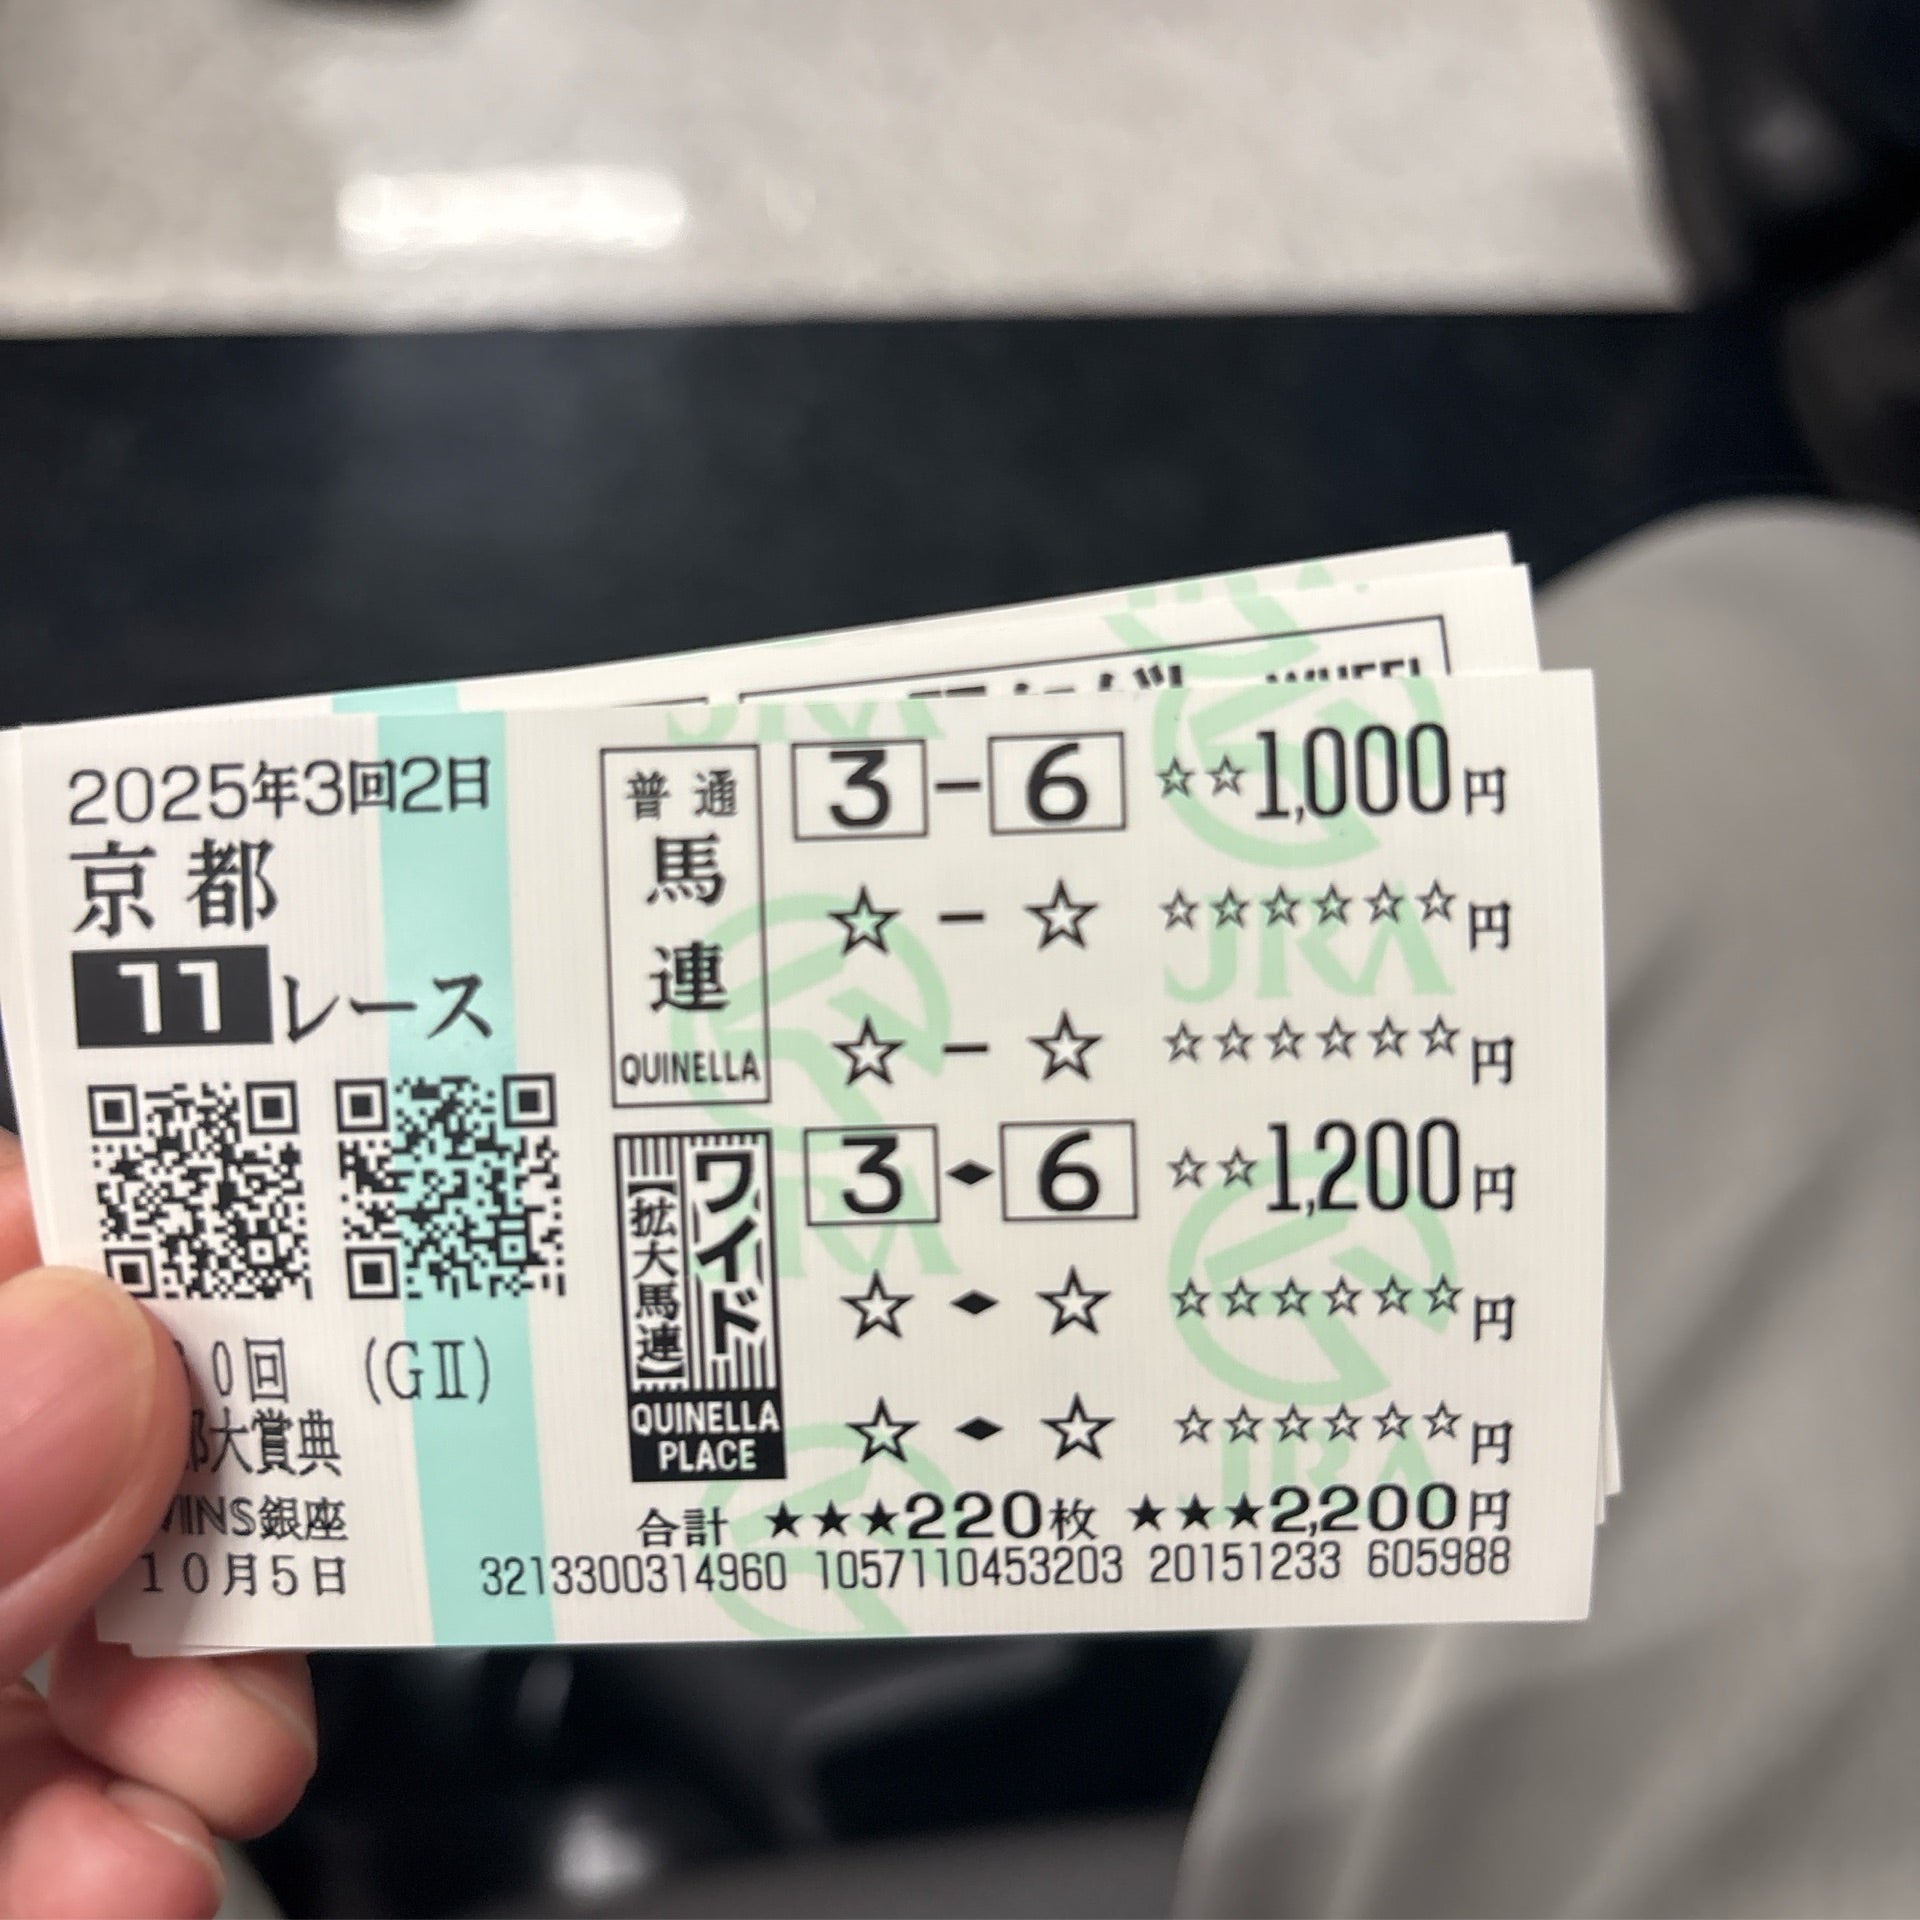 WHEEL
2025年3回2日
京都
11レース
0回 (GⅡ)
都大賞典
WINS銀座
10月5日
普通
馬連
QUINELLA
3 - 6 ☆☆1,000円
☆ - ☆ ☆☆☆☆☆☆円
☆ - ☆ ☆☆☆☆☆☆円
ワイド
【拡大馬連】
QUINELLA
PLACE
3 ◆ 6 ☆☆1,200円
☆ ◆ ☆ ☆☆☆☆☆☆円
☆ ◆ ☆ ☆☆☆☆☆☆円
合計 ★★★220枚 ★★★2,200円
3213300314960 1057110453203 20151233 605988
JRA